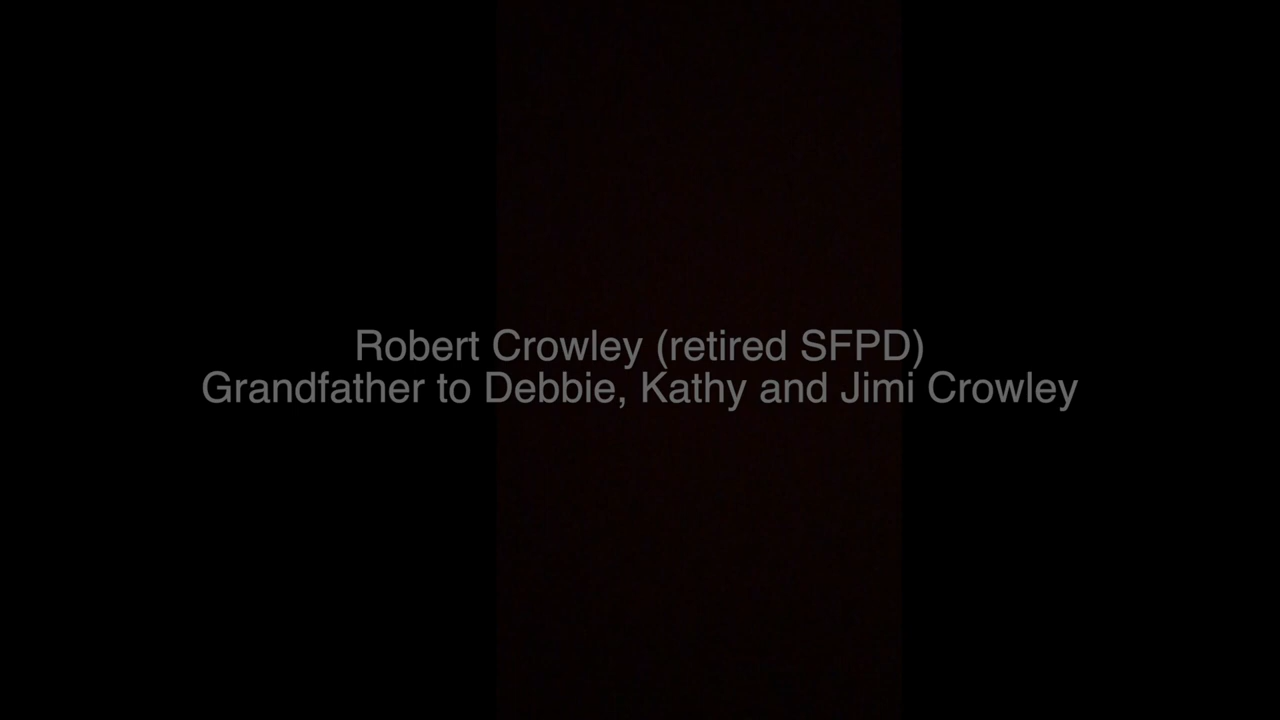 Robert Crowley (retired SFPD)
Grandfather to Debbie, Kathy and Jimi Crowley